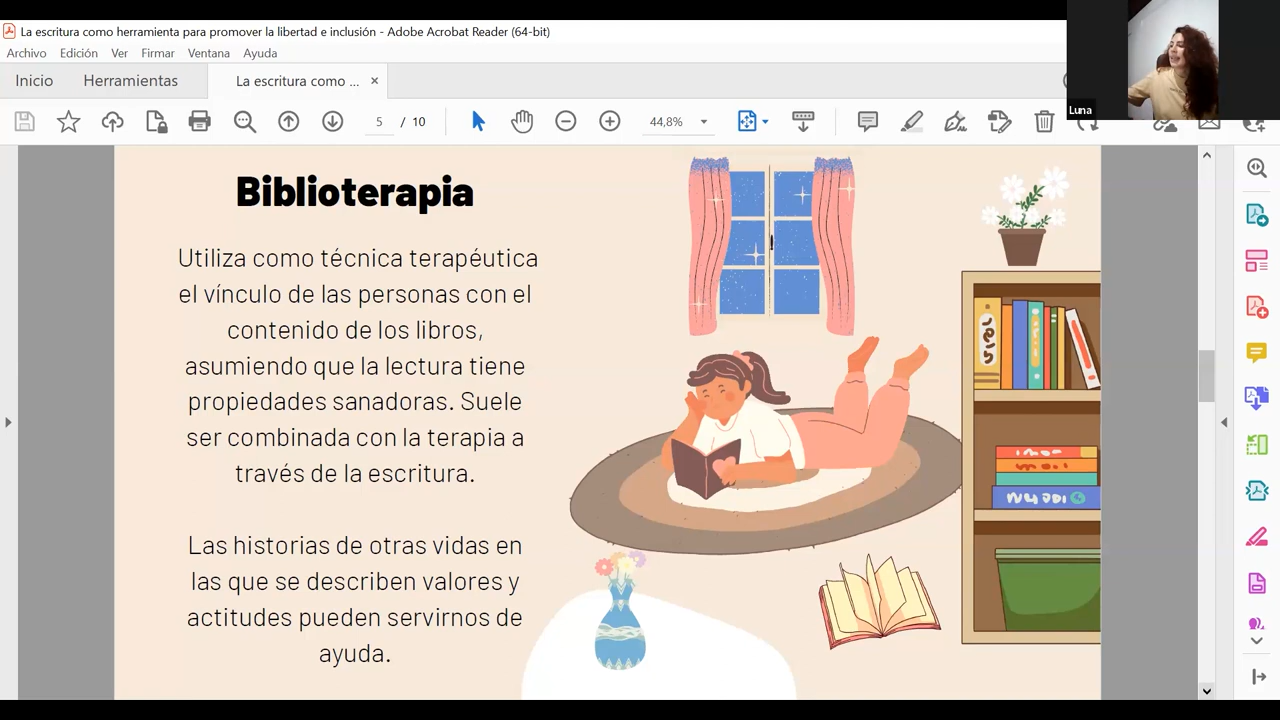 La escritura como herramienta para promover la libertad e inclusión - Adobe Acrobat Reader (64-bit)
Archivo Edición Ver Firmar Ventana Ayuda
Inicio Herramientas La escritura como ... ×
5 / 10 44,8%
Luna
Biblioterapia
Utiliza como técnica terapéutica
el vínculo de las personas con el
contenido de los libros,
asumiendo que la lectura tiene
propiedades sanadoras. Suele
ser combinada con la terapia a
través de la escritura.
Las historias de otras vidas en
las que se describen valores y
actitudes pueden servirnos de
ayuda.